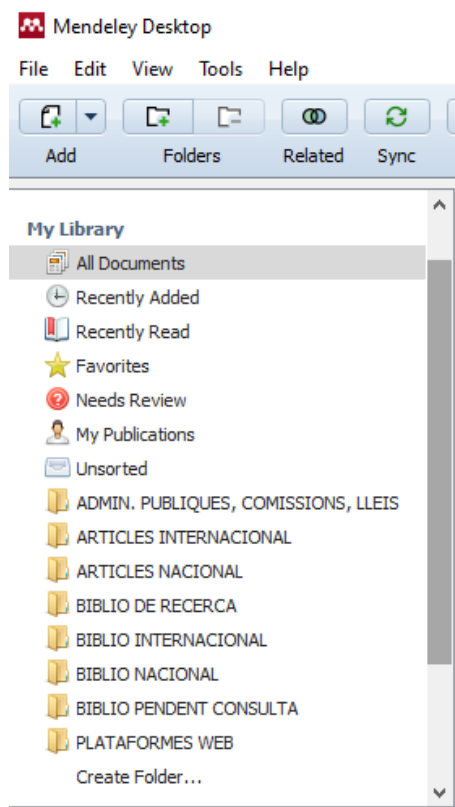 Mendeley Desktop
File Edit View Tools Help
Add Folders Related Sync
My Library
All Documents
Recently Added
Recently Read
Favorites
Needs Review
My Publications
Unsorted
ADMIN. PUBLIQUES, COMISSIONS, LLEIS
ARTICLES INTERNACIONAL
ARTICLES NACIONAL
BIBLIO DE RECERCA
BIBLIO INTERNACIONAL
BIBLIO NACIONAL
BIBLIO PENDENT CONSULTA
PLATAFORMES WEB
Create Folder...